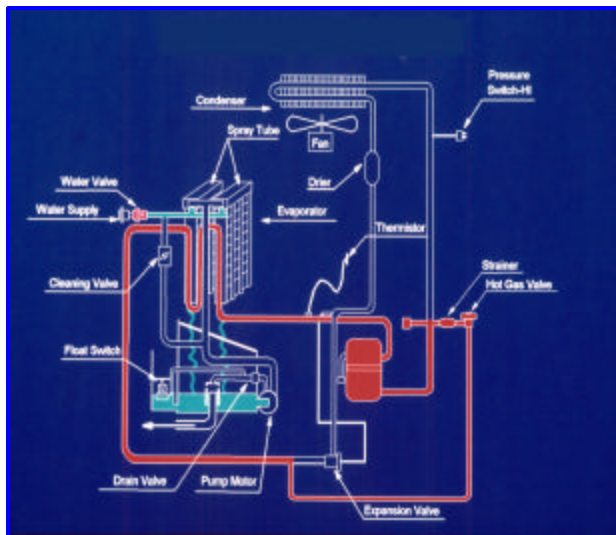 Pressure
Switch-HI
Condenser
Spray Tube
Fan
Water Valve
Drier
Water Supply
Evaporator
Thermistor
Strainer
Hot Gas Valve
Cleaning Valve
Float Switch
Drain Valve
Pump Motor
Expansion Valve